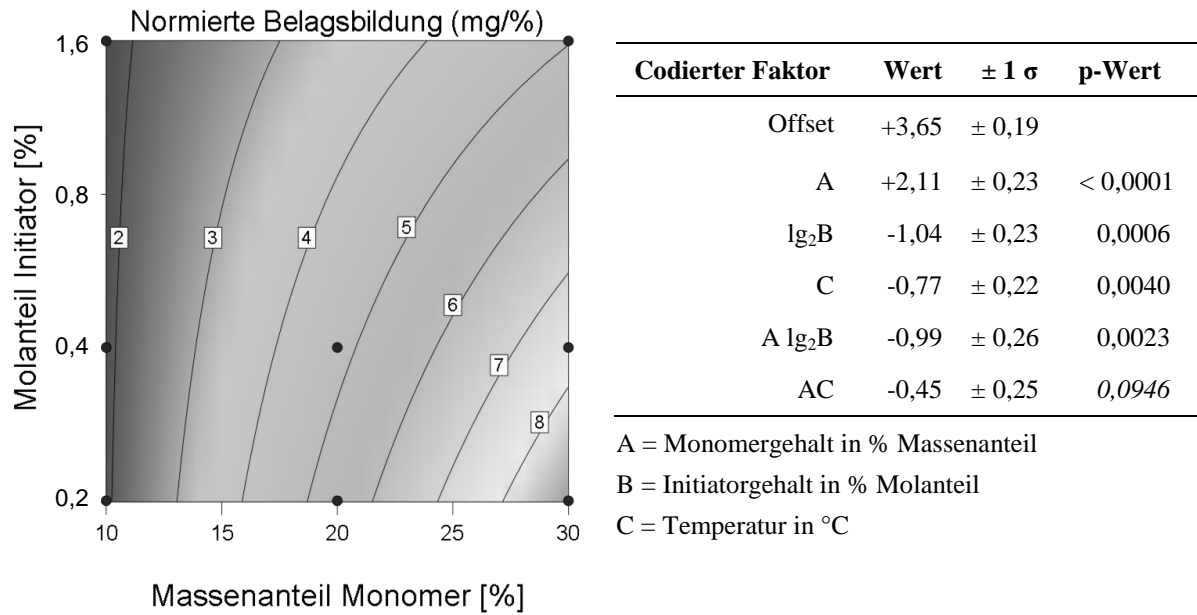 Normierte Belagsbildung (mg/%)
Molanteil Initiator [%]
1,6
0,8
0,4
0,2
2
3
4
5
6
7
8
10
15
20
25
30
Massenanteil Monomer [%]
Codierter Faktor Wert ± 1 σ p-Wert
Offset +3,65 ± 0,19
A +2,11 ± 0,23 < 0,0001
lg₂B -1,04 ± 0,23 0,0006
C -0,77 ± 0,22 0,0040
A lg₂B -0,99 ± 0,26 0,0023
AC -0,45 ± 0,25 0,0946
A = Monomergehalt in % Massenanteil
B = Initiatorgehalt in % Molanteil
C = Temperatur in °C